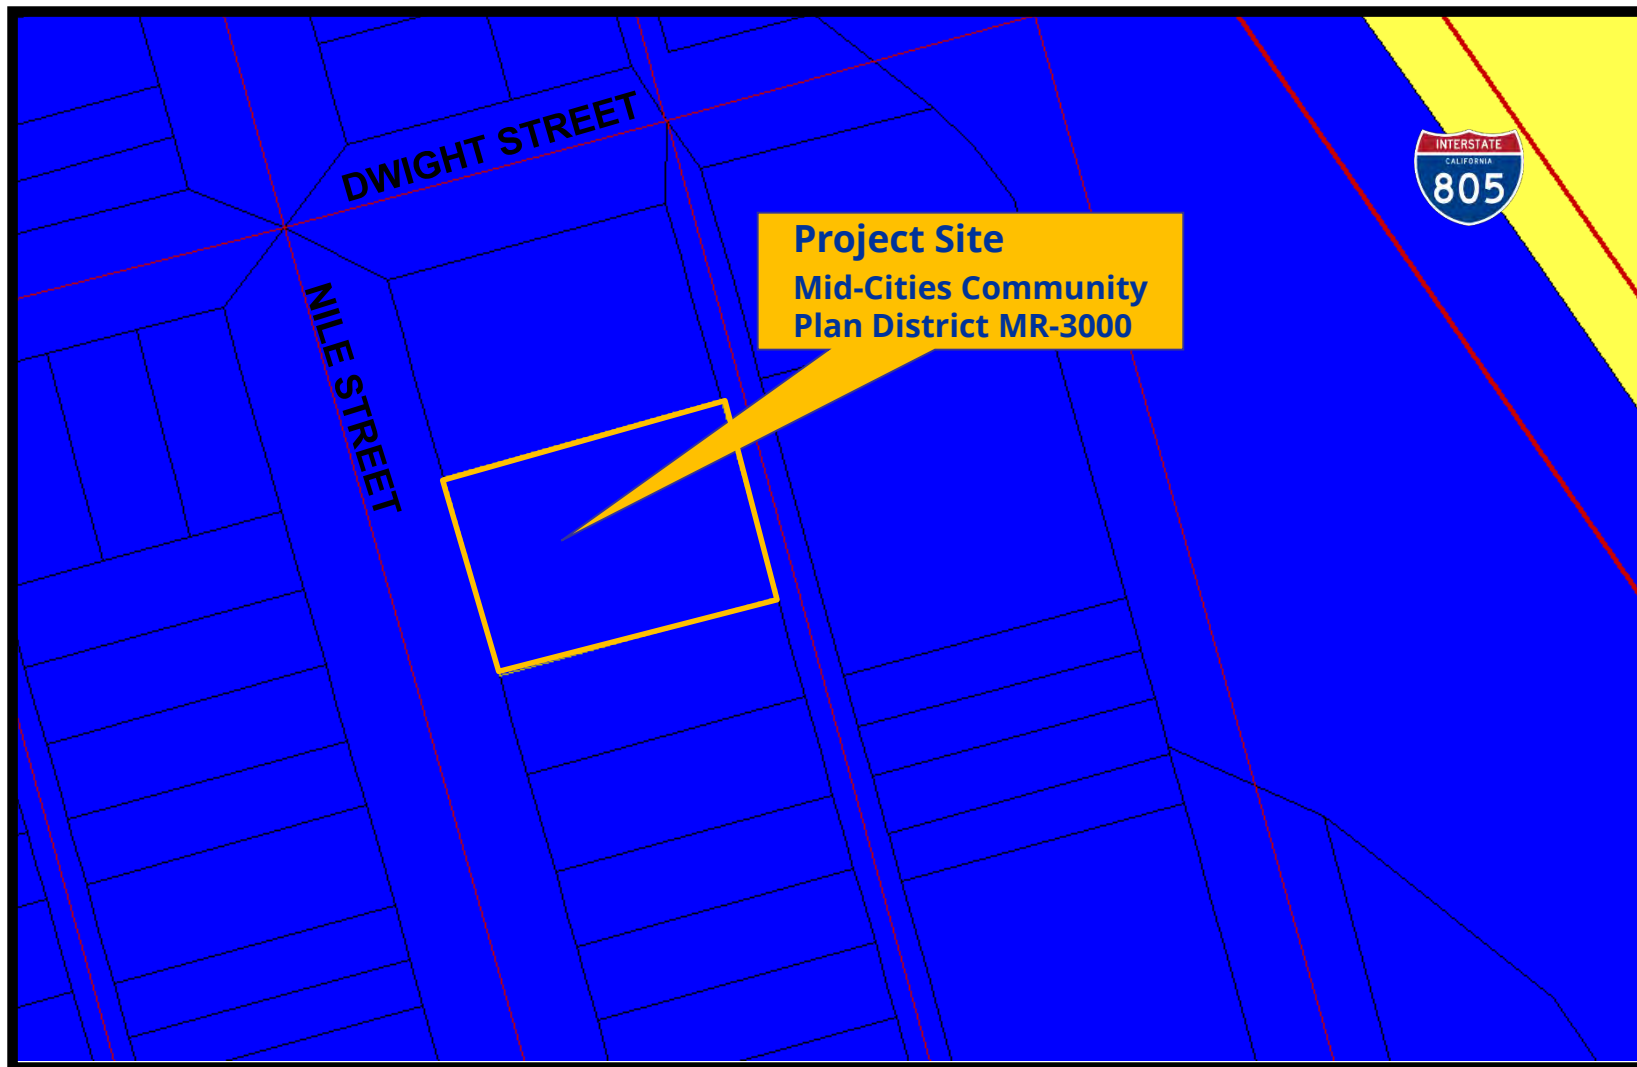 DWIGHT STREET
INTERSTATE
CALIFORNIA
805
Project Site
Mid-Cities Community
Plan District MR-3000
NILE STREET